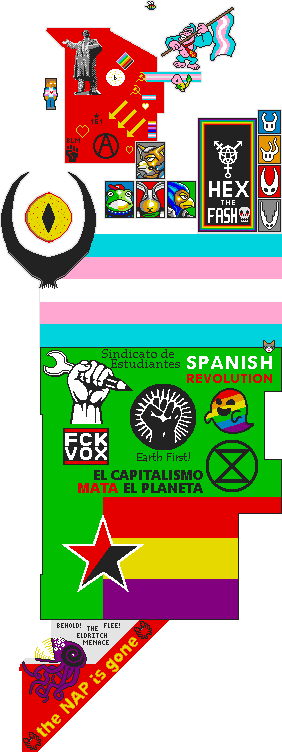 HEX
THE
FASH
Sindicato de
Estudiantes
SPANISH
REVOLUTION
FCK
VOX
Earth First!
EL CAPITALISMO
MATA EL PLANETA
BEHOLD! THE FLEE!
ELDRITCH
MENACE
the NAP is gone